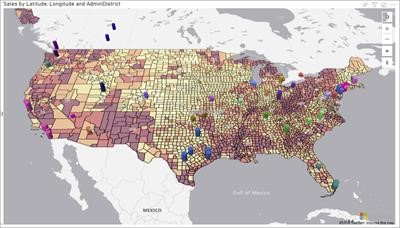 Sales by Latitude, Longitude and AdminDistrict
Gulf of Mexico
MEXICO